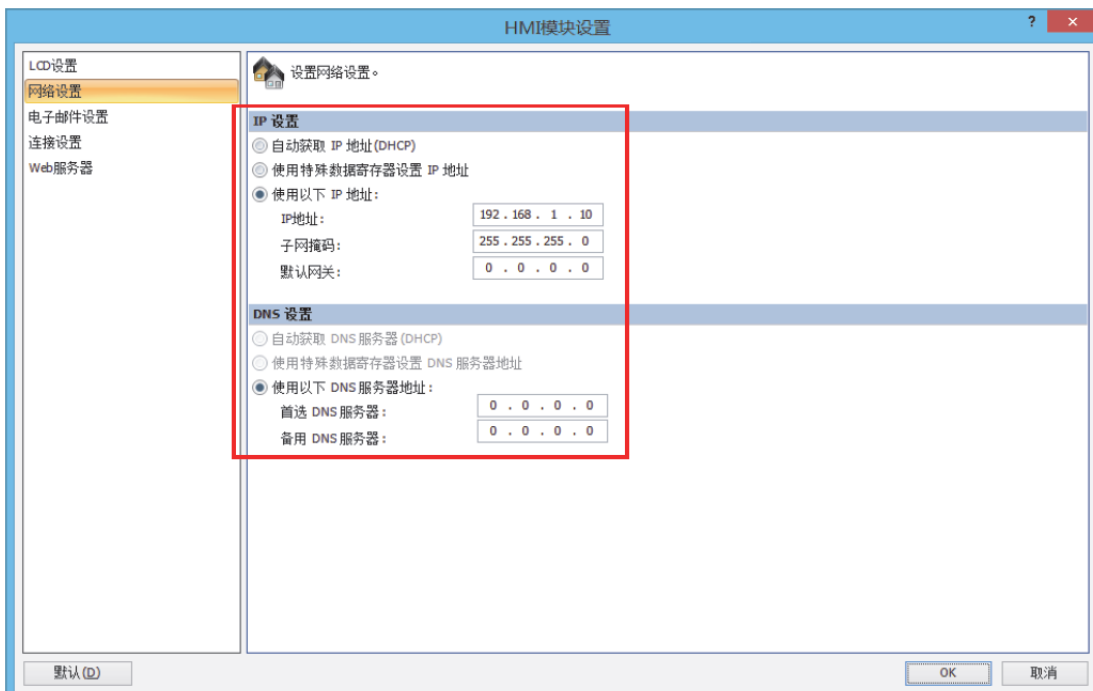 HMI模块设置
?
×
LCD设置
网络设置
电子邮件设置
连接设置
Web服务器
设置网络设置。
IP 设置
自动获取 IP 地址(DHCP)
使用特殊数据寄存器设置 IP 地址
使用以下 IP 地址:
IP地址: 192 . 168 . 1 . 10
子网掩码: 255 . 255 . 255 . 0
默认网关: 0 . 0 . 0 . 0
DNS 设置
自动获取 DNS 服务器 (DHCP)
使用特殊数据寄存器设置 DNS 服务器地址
使用以下 DNS 服务器地址:
首选 DNS 服务器: 0 . 0 . 0 . 0
备用 DNS 服务器: 0 . 0 . 0 . 0
默认(D)
OK
取消